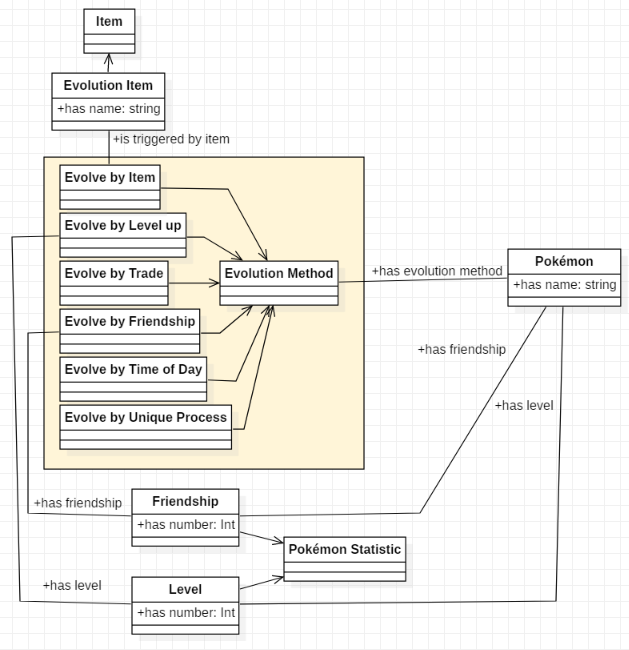 Item
Evolution Item
+has name: string
+is triggered by item
Evolve by Item
Evolve by Level up
Evolve by Trade
Evolution Method
+has evolution method
Pokémon
+has name: string
Evolve by Friendship
+has friendship
Evolve by Time of Day
+has level
Evolve by Unique Process
+has friendship
Friendship
+has number: Int
Pokémon Statistic
+has level
Level
+has number: Int